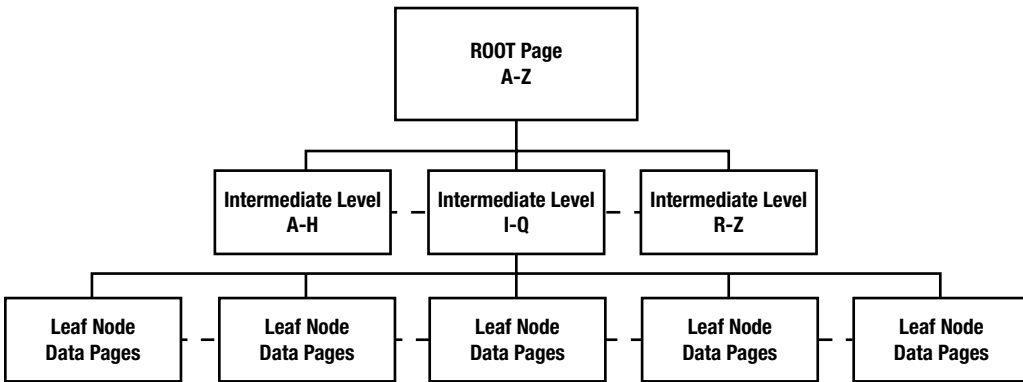 ROOT Page
A-Z
Intermediate Level
A-H
Intermediate Level
I-Q
Intermediate Level
R-Z
Leaf Node
Data Pages
Leaf Node
Data Pages
Leaf Node
Data Pages
Leaf Node
Data Pages
Leaf Node
Data Pages